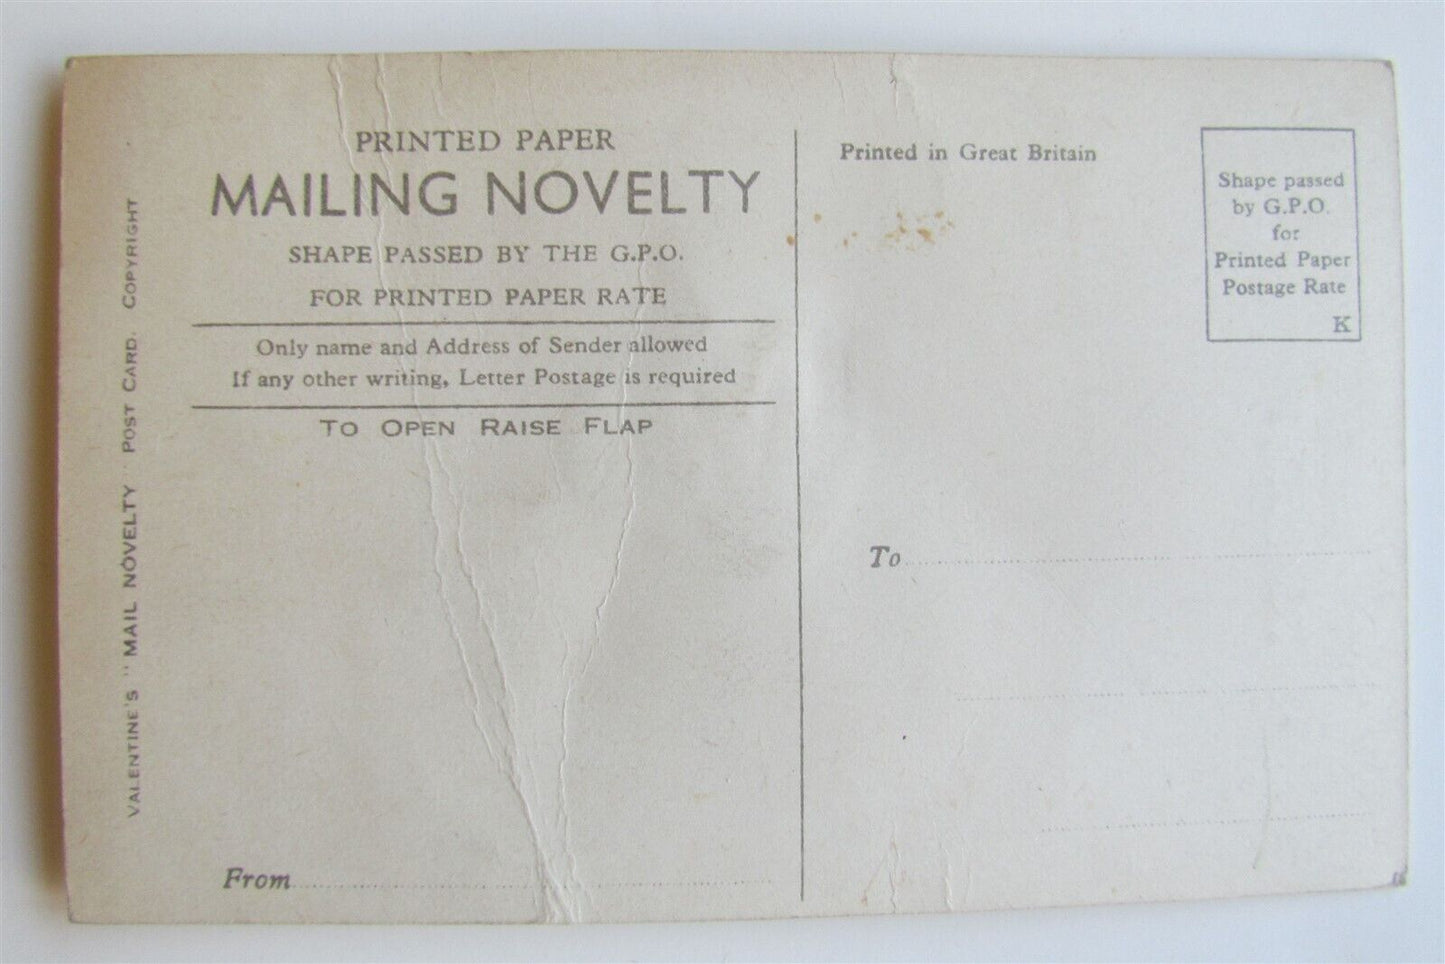 VALENTINE'S "MAIL NOVELTY" POST CARD. COPYRIGHT
PRINTED PAPER
MAILING NOVELTY
SHAPE PASSED BY THE G.P.O.
FOR PRINTED PAPER RATE
Only name and Address of Sender allowed
If any other writing, Letter Postage is required
TO OPEN RAISE FLAP
From
Printed in Great Britain
Shape passed
by G.P.O.
for
Printed Paper
Postage Rate
K
To